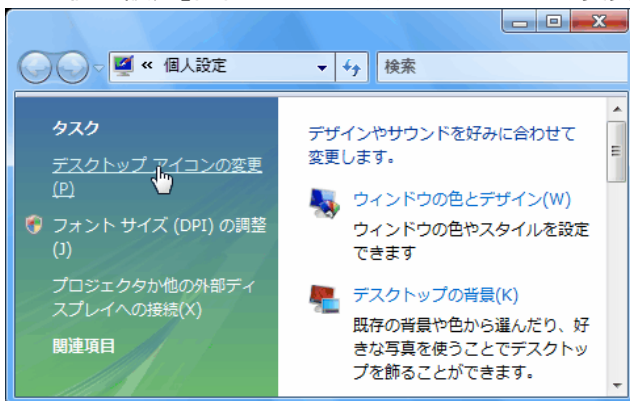 « 個人設定
検索
タスク
デスクトップ アイコンの変更
(P)
フォント サイズ (DPI) の調整
(J)
プロジェクタか他の外部ディ
スプレイへの接続(X)
関連項目
デザインやサウンドを好みに合わせて
変更します。
ウィンドウの色とデザイン(W)
ウィンドウの色やスタイルを設定
できます
デスクトップの背景(K)
既存の背景や色から選んだり、好
きな写真を使うことでデスクトッ
プを飾ることができます。